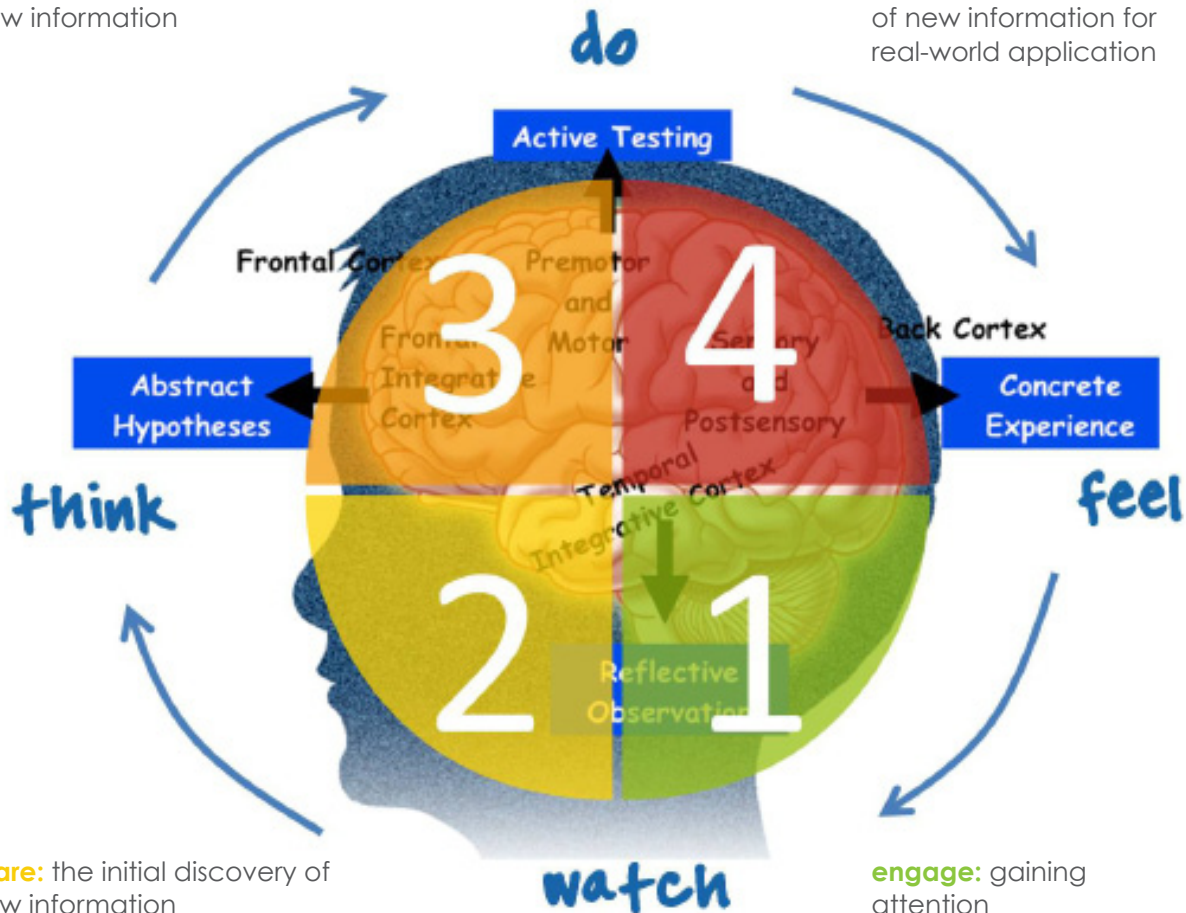 w information
of new information for
real-world application
do
Active Testing
Frontal Cortex
Premotor
and
Motor
3
4
Frontal
Integrative
Cortex
Sensory
and
Postsensory
Back Cortex
Abstract
Hypotheses
Concrete
Experience
think
feel
Temporal
Integrative Cortex
2
1
Reflective
Observation
are: the initial discovery of
w information
watch
engage: gaining
attention